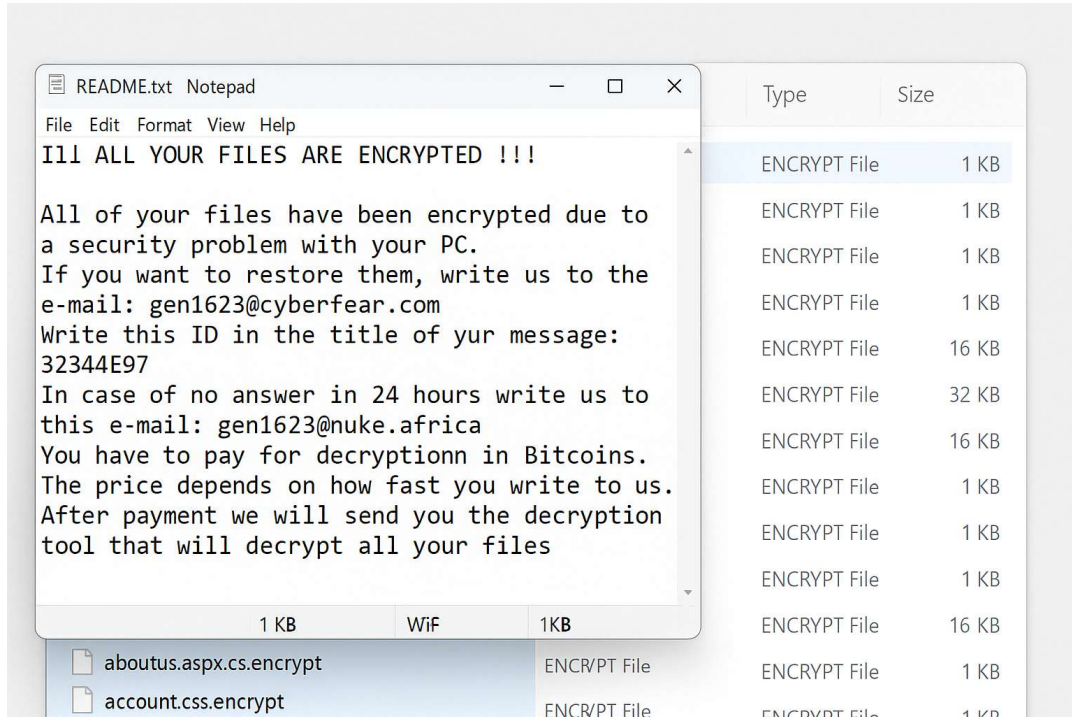 README.txt Notepad
File Edit Format View Help
Ill ALL YOUR FILES ARE ENCRYPTED !!!
All of your files have been encrypted due to
a security problem with your PC.
If you want to restore them, write us to the
e-mail: gen1623@cyberfear.com
Write this ID in the title of yur message:
32344E97
In case of no answer in 24 hours write us to
this e-mail: gen1623@nuke.africa
You have to pay for decryptionn in Bitcoins.
The price depends on how fast you write to us.
After payment we will send you the decryption
tool that will decrypt all your files
1 KB WiF 1KB
Type Size
ENCRYPT File 1 KB
ENCRYPT File 1 KB
ENCRYPT File 1 KB
ENCRYPT File 1 KB
ENCRYPT File 16 KB
ENCRYPT File 32 KB
ENCRYPT File 16 KB
ENCRYPT File 1 KB
ENCRYPT File 1 KB
ENCRYPT File 1 KB
ENCRYPT File 16 KB
aboutus.aspx.cs.encrypt ENCRYPT File ENCRYPT File 1 KB
account.css.encrypt ENCRYPT File ENCRYPT File 1 KB